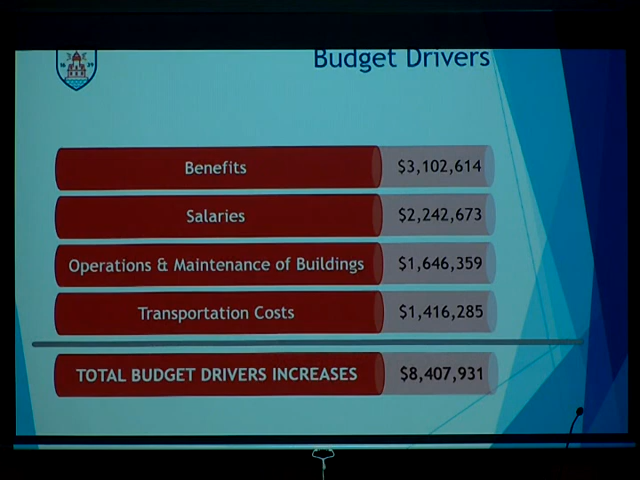 Budget Drivers
Benefits $3,102,614
Salaries $2,242,673
Operations & Maintenance of Buildings $1,646,359
Transportation Costs $1,416,285
TOTAL BUDGET DRIVERS INCREASES $8,407,931